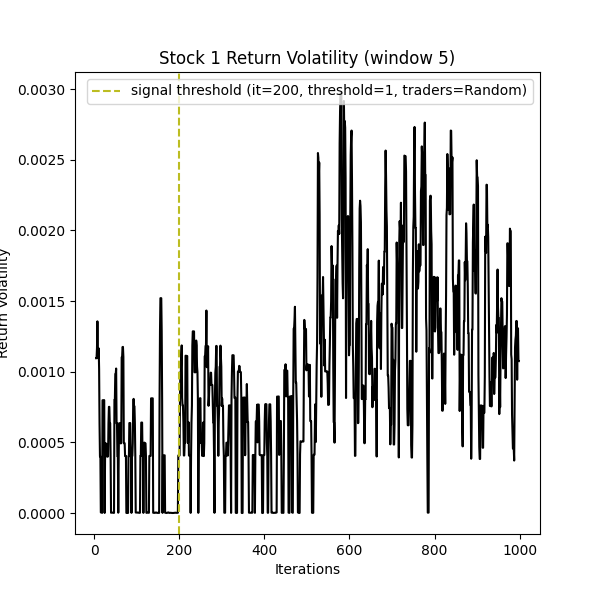 Stock 1 Return Volatility (window 5)
signal threshold (it=200, threshold=1, traders=Random)
0.0030
0.0025
0.0020
0.0015
0.0010
0.0005
0.0000
Return Volatility
0 200 400 600 800 1000
Iterations